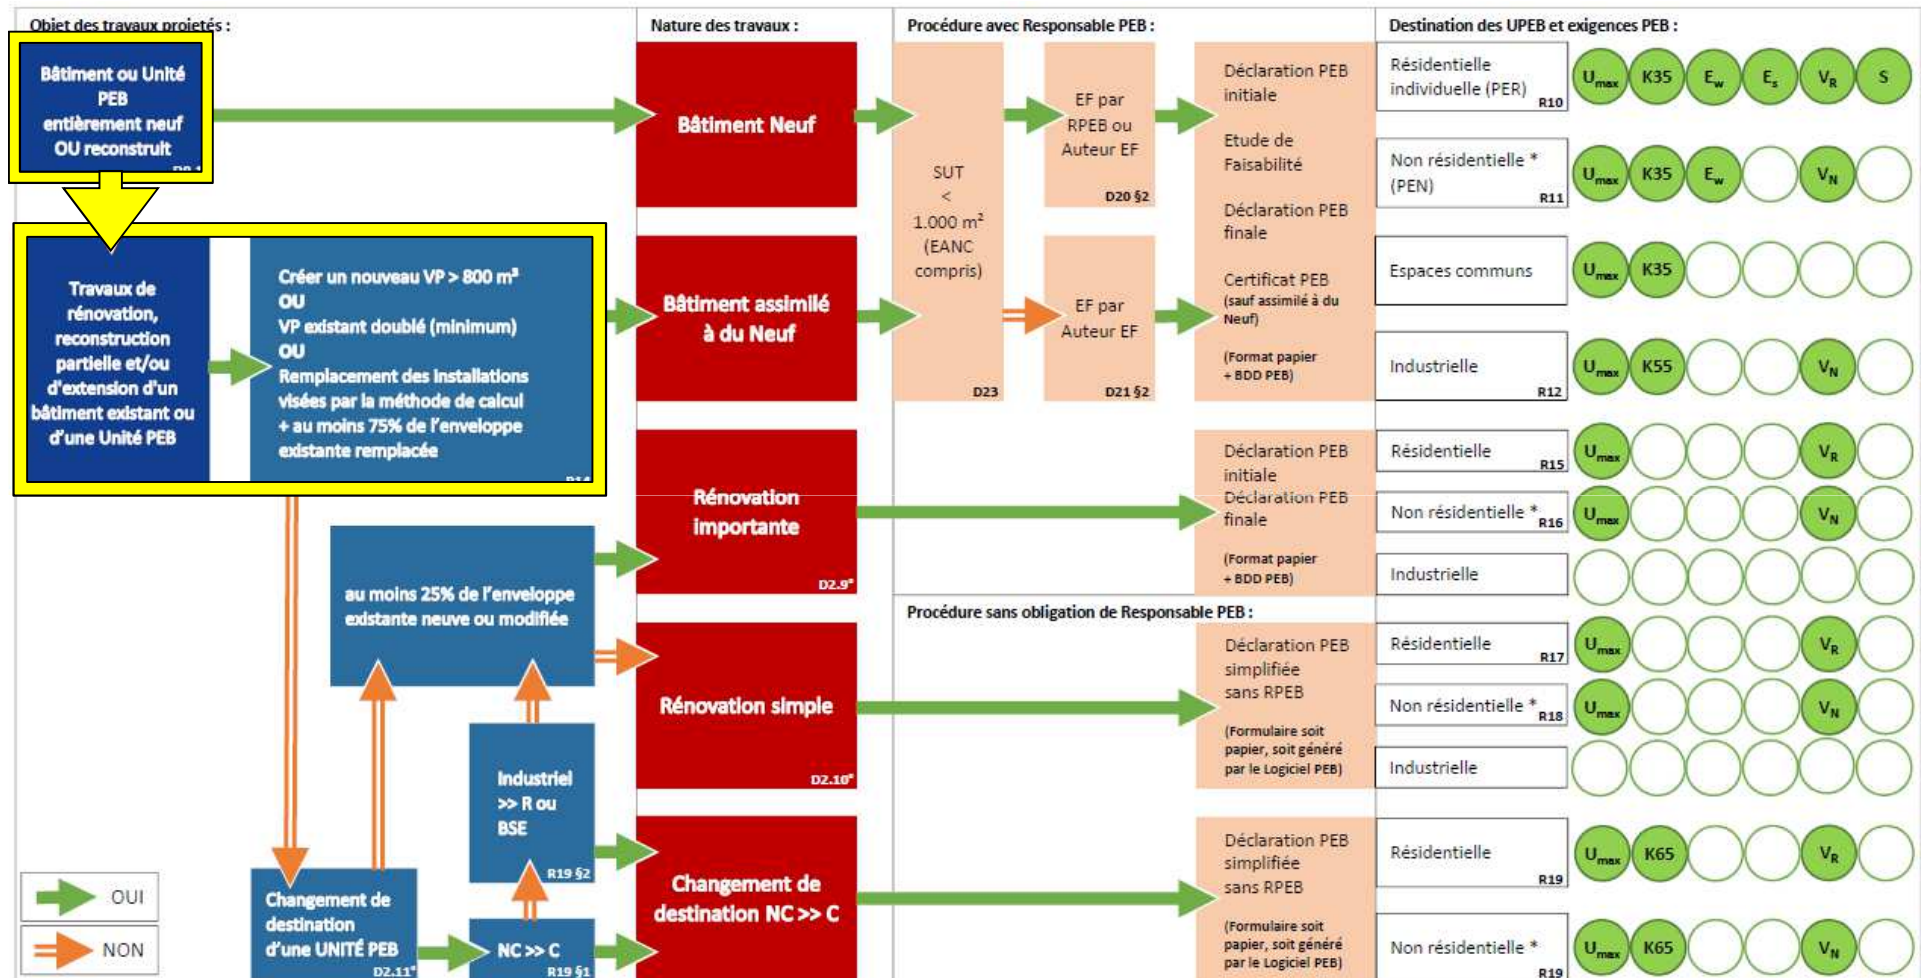 Objet des travaux projetés :
Bâtiment ou Unité
PEB
entièrement neuf
OU reconstruit
Travaux de
rénovation,
reconstruction
partielle et/ou
d'extension d'un
bâtiment existant ou
d'une Unité PEB
Créer un nouveau VP > 800 m³
OU
VP existant doublé (minimum)
OU
Remplacement des installations
visées par la méthode de calcul
+ au moins 75% de l'enveloppe
existante remplacée
R14
au moins 25% de l'enveloppe
existante neuve ou modifiée
Industriel
>> R ou
BSE
R19 §2
Changement de
destination
d'une UNITÉ PEB
D2.11°
NC >> C
R19 §1
OUI
NON
Nature des travaux :
Bâtiment Neuf
Bâtiment assimilé
à du Neuf
Rénovation
importante
D2.9°
Rénovation simple
D2.10°
Changement de
destination NC >> C
Procédure avec Responsable PEB :
SUT
<
1.000 m²
(EANC
compris)
D23
EF par
RPEB ou
Auteur EF
D20 §2
EF par
Auteur EF
D21 §2
Déclaration PEB
initiale
Etude de
Faisabilité
Déclaration PEB
finale
Certificat PEB
(sauf assimilé à du
Neuf)
(Format papier
+ BDD PEB)
Déclaration PEB
initiale
Déclaration PEB
finale
(Format papier
+ BDD PEB)
Procédure sans obligation de Responsable PEB :
Déclaration PEB
simplifiée
sans RPEB
(Formulaire soit
papier, soit généré
par le Logiciel PEB)
Déclaration PEB
simplifiée
sans RPEB
(Formulaire soit
papier, soit généré
par le Logiciel PEB)
Destination des UPEB et exigences PEB :
Résidentielle
individuelle (PER)
R10
Umax K35 Ew Es VR S
Non résidentielle *
(PEN)
R11
Umax K35 Ew VN
Espaces communs
Umax K35
Industrielle
R12
Umax K55 VN
Résidentielle
R15
Umax VR
Non résidentielle *
R16
Umax VN
Industrielle
Résidentielle
R17
Umax VR
Non résidentielle *
R18
Umax VN
Industrielle
Résidentielle
R19
Umax K65 VR
Non résidentielle *
R19
Umax K65 VN